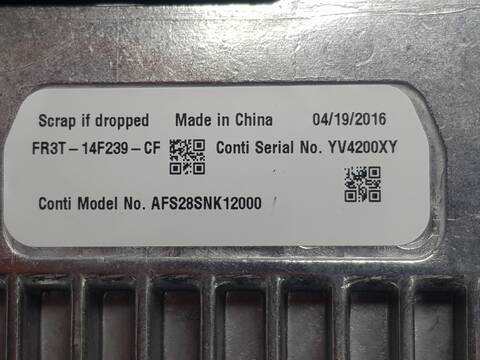 Scrap if dropped Made in China 04/19/2016
FR3T-14F239-CF Conti Serial No. YV4200XY
Conti Model No. AFS28SNK12000